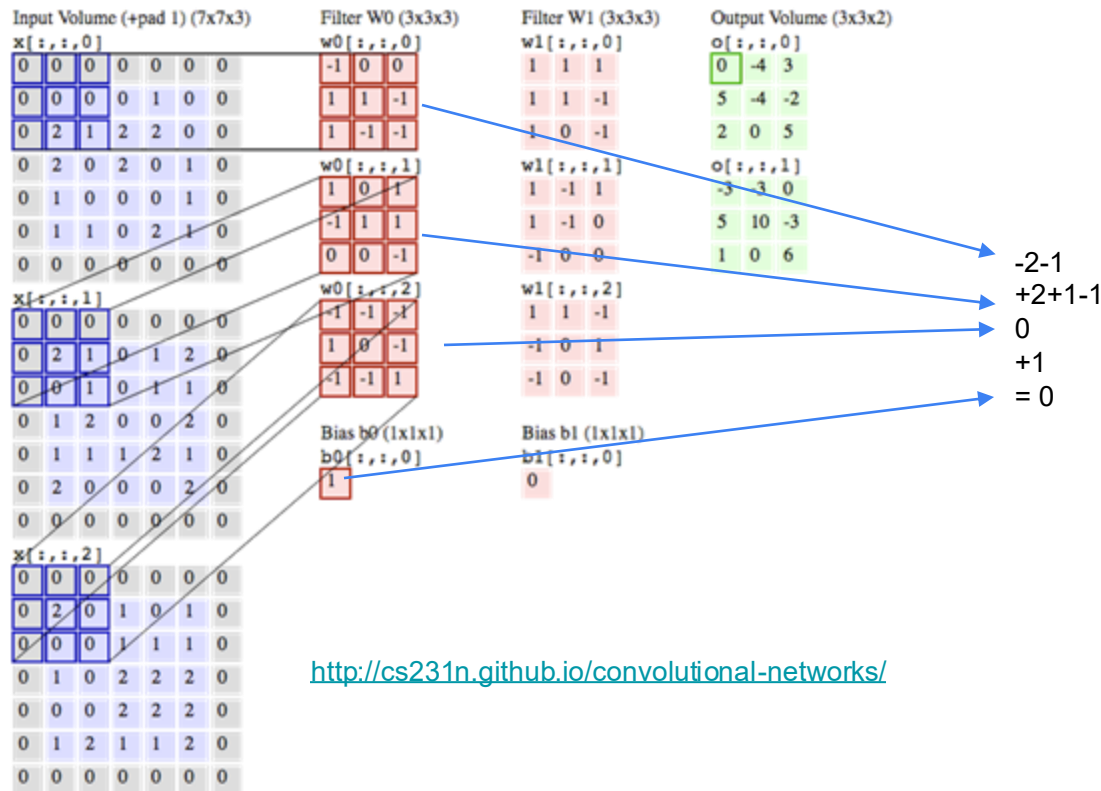 Input Volume (+pad 1) (7x7x3)
x[:,:,0]
0 0 0 0 0 0 0
0 0 0 0 1 0 0
0 2 1 2 2 0 0
0 2 0 2 0 1 0
0 1 0 0 0 1 0
0 1 1 0 2 1 0
0 0 0 0 0 0 0
x[:,:,1]
0 0 0 0 0 0 0
0 2 1 0 1 2 0
0 0 1 0 1 1 0
0 1 2 0 0 2 0
0 1 1 1 2 1 0
0 2 0 0 0 2 0
0 0 0 0 0 0 0
x[:,:,2]
0 0 0 0 0 0 0
0 2 0 1 0 1 0
0 0 0 1 1 1 0
0 1 0 2 2 2 0
0 0 0 2 2 2 0
0 1 2 1 1 2 0
0 0 0 0 0 0 0
Filter W0 (3x3x3)
w0[:,:,0]
-1 0 0
1 1 -1
1 -1 -1
w0[:,:,1]
1 0 1
-1 1 1
0 0 -1
w0[:,:,2]
-1 -1 -1
1 0 -1
-1 -1 1
Bias b0 (1x1x1)
b0[:,:,0]
1
Filter W1 (3x3x3)
w1[:,:,0]
1 1 1
1 1 -1
1 0 -1
w1[:,:,1]
1 -1 1
1 -1 0
-1 0 0
w1[:,:,2]
1 1 -1
-1 0 1
-1 0 -1
Bias b1 (1x1x1)
b1[:,:,0]
0
Output Volume (3x3x2)
o[:,:,0]
0 -4 3
5 -4 -2
2 0 5
o[:,:,1]
-3 -3 0
5 10 -3
1 0 6
-2-1
+2+1-1
0
+1
= 0
http://cs231n.github.io/convolutional-networks/